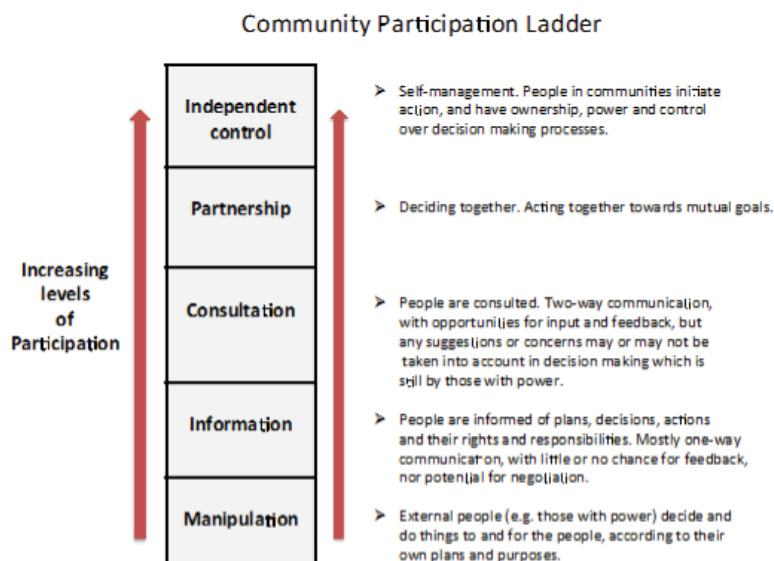 Community Participation Ladder
Independent
control
➢ Self-management. People in communities initiate
action, and have ownership, power and control
over decision making processes.
Partnership
➢ Deciding together. Acting together towards mutual goals.
Increasing
levels
of
Participation
Consultation
➢ People are consulted. Two-way communication,
with opportunities for input and feedback, but
any suggestions or concerns may or may not be
taken into account in decision making which is
still by those with power.
Information
➢ People are informed of plans, decisions, actions
and their rights and responsibilities. Mostly one-way
communication, with little or no chance for feedback,
nor potential for negotiation.
Manipulation
➢ External people (e.g. those with power) decide and
do things to and for the people, according to their
own plans and purposes.